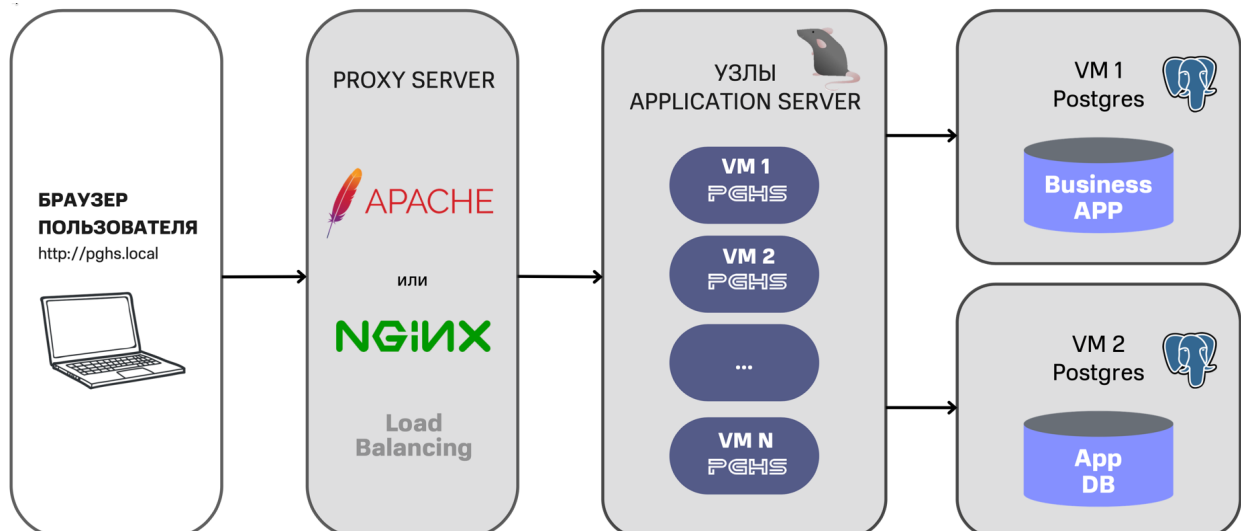 БРАУЗЕР
ПОЛЬЗОВАТЕЛЯ
http://pghs.local
PROXY SERVER
APACHE
или
NGINX
Load
Balancing
УЗЛЫ
APPLICATION SERVER
VM 1
PGHS
VM 2
PGHS
...
VM N
PGHS
VM 1
Postgres
Business
APP
VM 2
Postgres
App
DB